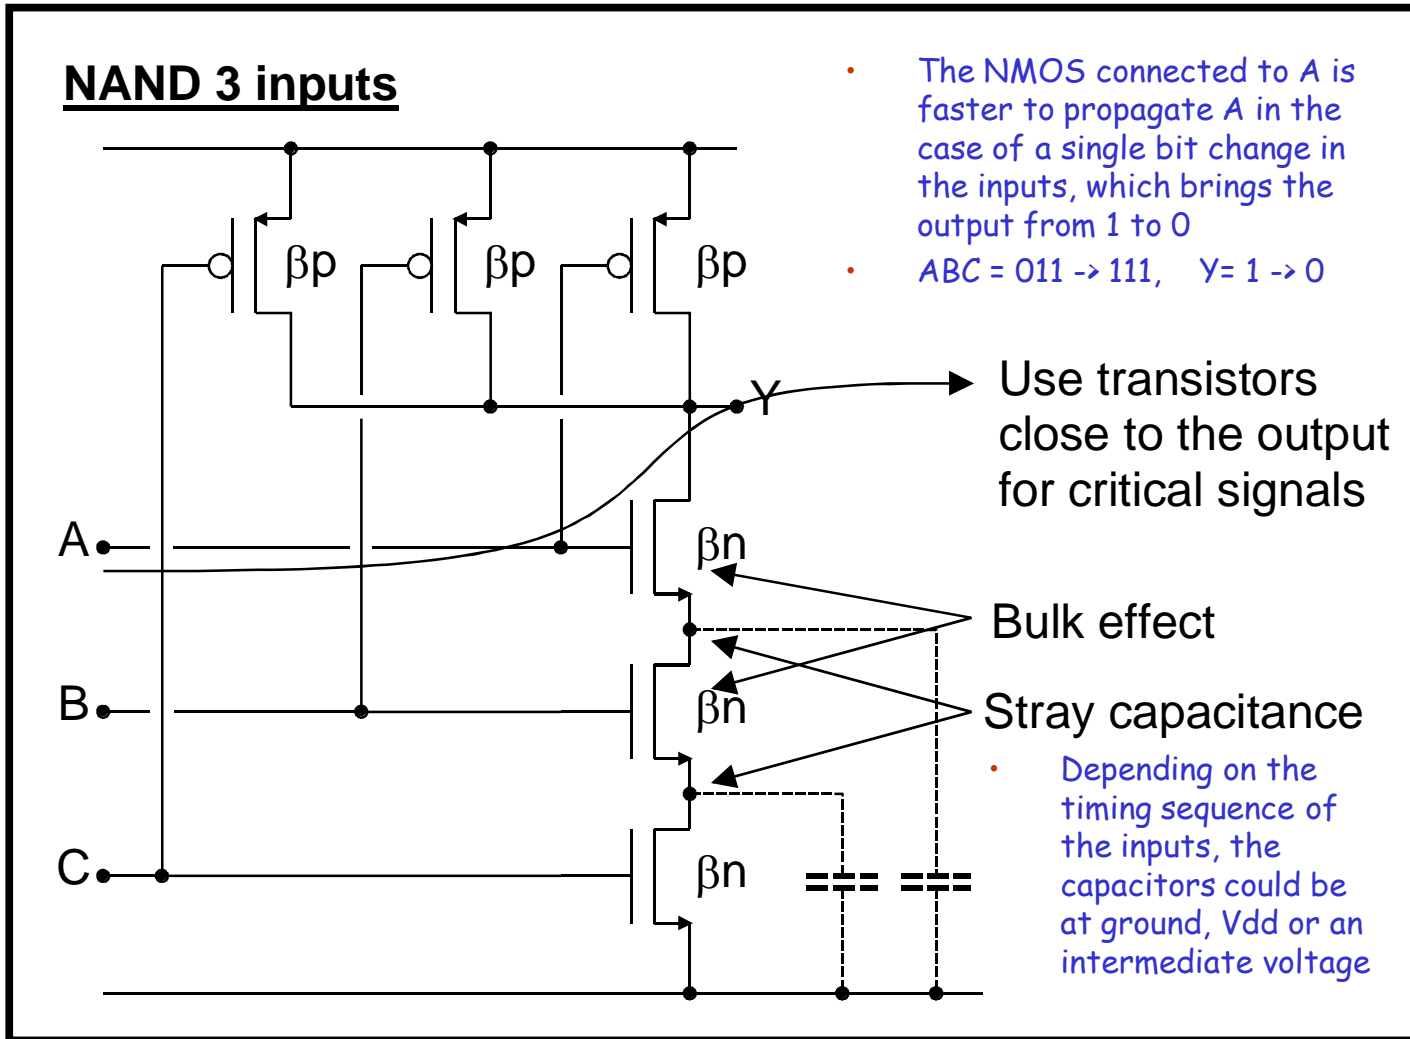 NAND 3 inputs
• The NMOS connected to A is
faster to propagate A in the
case of a single bit change in
the inputs, which brings the
output from 1 to 0
• ABC = 011 -> 111, Y= 1 -> 0
βp
βp
βp
Y
Use transistors
close to the output
for critical signals
A
βn
Bulk effect
B
βn
Stray capacitance
• Depending on the
timing sequence of
the inputs, the
capacitors could be
at ground, Vdd or an
intermediate voltage
C
βn